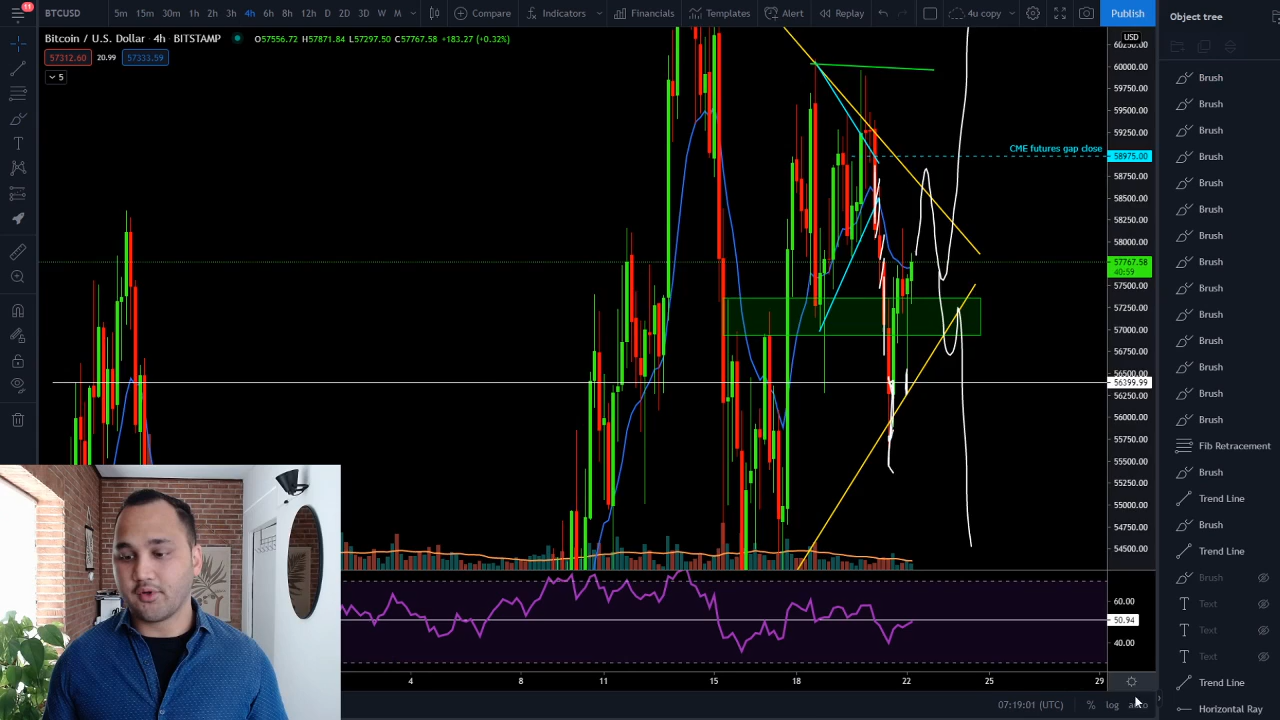 11
BTCUSD 5m 15m 30m 1h 2h 3h 4h 6h 8h 12h D 2D 3D W M Compare Indicators Financials Templates Alert Replay 4u copy Publish Object tree
Bitcoin / U.S. Dollar · 4h · BITSTAMP O57556.72 H57871.84 L57297.50 C57767.58 +183.27 (+0.32%) USD
57312.60 20.99 57333.59
5
60250.00
60000.00
59750.00
59500.00
59250.00
CME futures gap close 58975.00
58750.00
58500.00
58250.00
58000.00
57767.58
40:59
57500.00
57250.00
57000.00
56750.00
56500.00
56399.99
56250.00
56000.00
55750.00
55500.00
55250.00
55000.00
54750.00
54500.00
60.00
50.94
40.00
4 8 11 15 18 22 25 29
07:19:01 (UTC) % log auto
Brush
Brush
Brush
Brush
Brush
Brush
Brush
Brush
Brush
Brush
Brush
Brush
Brush
Brush
Fib Retracement
Brush
Trend Line
Brush
Trend Line
Brush
Text
Text
Text
Trend Line
Horizontal Ray